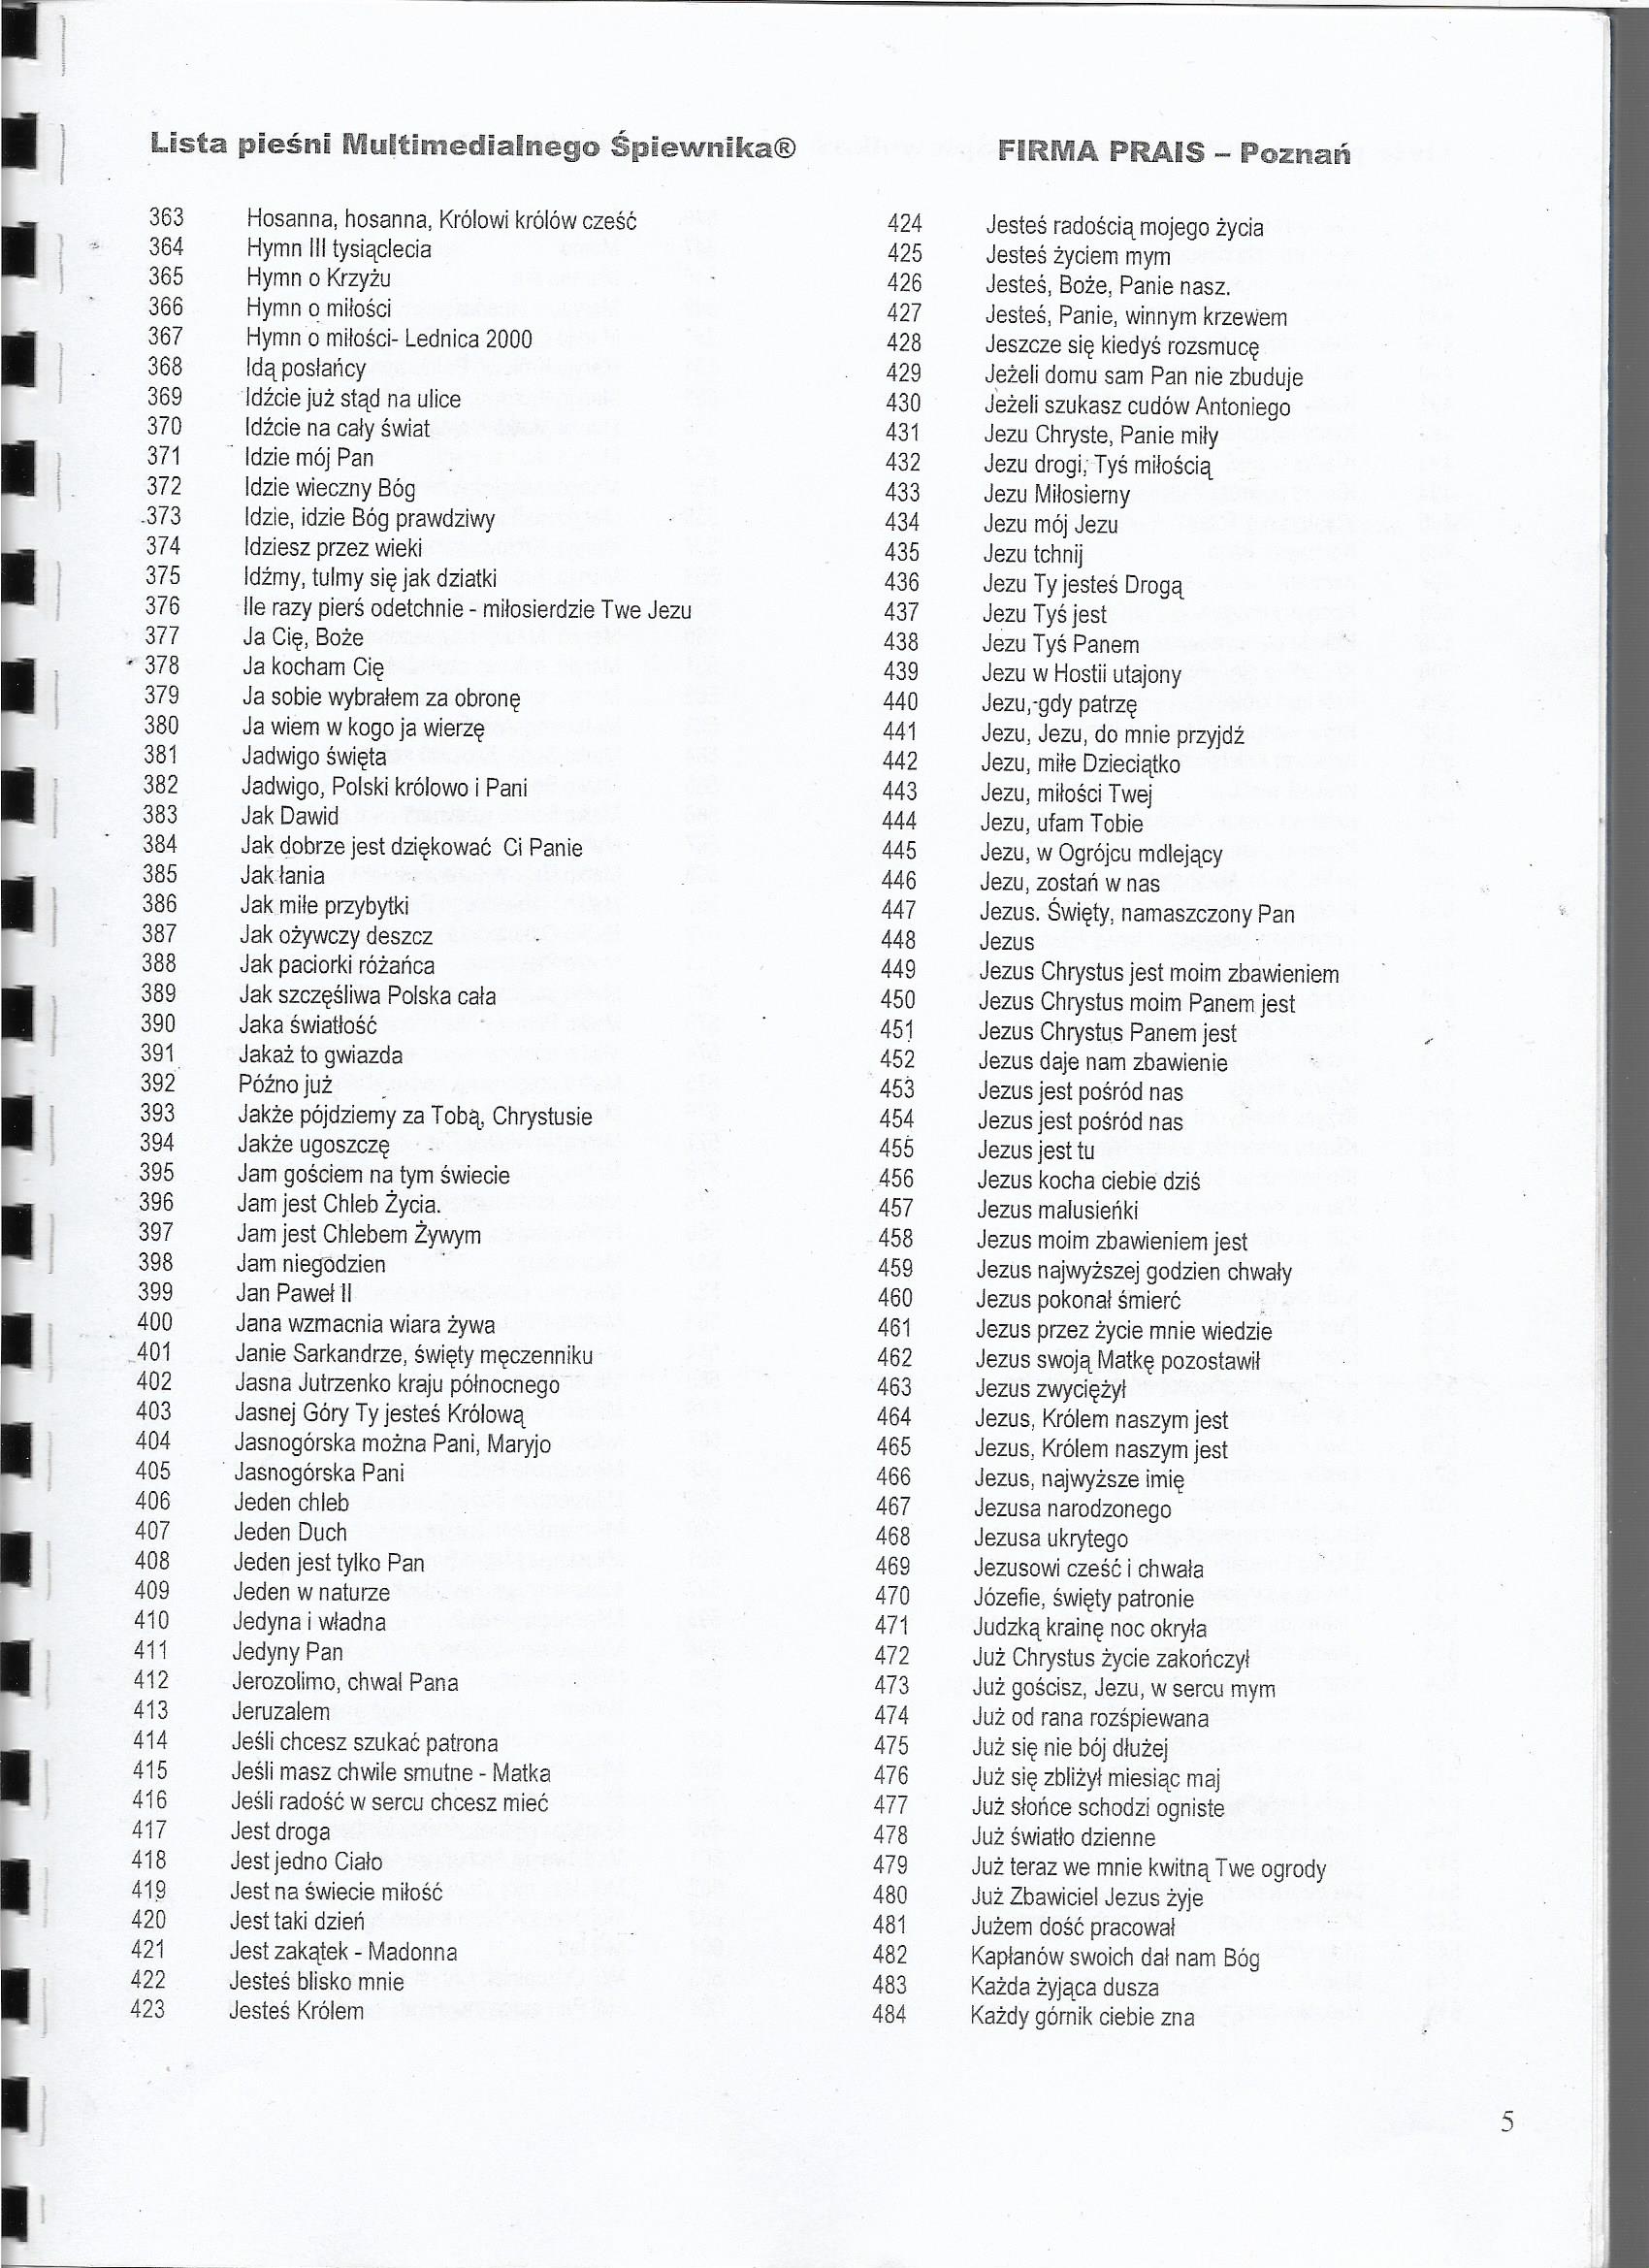 Lista pieśni Multimedialnego Śpiewnika®
FIRMA PRAIS – Poznań
363 Hosanna, hosanna, Królowi królów cześć
364 Hymn III tysiąclecia
365 Hymn o Krzyżu
366 Hymn o miłości
367 Hymn o miłości- Lednica 2000
368 Idą posłańcy
369 Idźcie już stąd na ulice
370 Idźcie na cały świat
371 Idzie mój Pan
372 Idzie wieczny Bóg
373 Idzie, idzie Bóg prawdziwy
374 Idziesz przez wieki
375 Idźmy, tulmy się jak dziatki
376 Ile razy pierś odetchnie - miłosierdzie Twe Jezu
377 Ja Cię, Boże
378 Ja kocham Cię
379 Ja sobie wybrałem za obronę
380 Ja wiem w kogo ja wierzę
381 Jadwigo święta
382 Jadwigo, Polski królowo i Pani
383 Jak Dawid
384 Jak dobrze jest dziękować Ci Panie
385 Jak łania
386 Jak miłe przybytki
387 Jak ożywczy deszcz
388 Jak paciorki różańca
389 Jak szczęśliwa Polska cała
390 Jaka światłość
391 Jakaż to gwiazda
392 Późno już
393 Jakże pójdziemy za Tobą, Chrystusie
394 Jakże ugoszczę
395 Jam gościem na tym świecie
396 Jam jest Chleb Życia.
397 Jam jest Chlebem Żywym
398 Jam niegodzien
399 Jan Paweł II
400 Jana wzmacnia wiara żywa
401 Janie Sarkandrze, święty męczenniku
402 Jasna Jutrzenko kraju północnego
403 Jasnej Góry Ty jesteś Królową
404 Jasnogórska można Pani, Maryjo
405 Jasnogórska Pani
406 Jeden chleb
407 Jeden Duch
408 Jeden jest tylko Pan
409 Jeden w naturze
410 Jedyna i władna
411 Jedyny Pan
412 Jerozolimo, chwal Pana
413 Jeruzalem
414 Jeśli chcesz szukać patrona
415 Jeśli masz chwile smutne - Matka
416 Jeśli radość w sercu chcesz mieć
417 Jest droga
418 Jest jedno Ciało
419 Jest na świecie miłość
420 Jest taki dzień
421 Jest zakątek - Madonna
422 Jesteś blisko mnie
423 Jesteś Królem
424 Jesteś radością mojego życia
425 Jesteś życiem mym
426 Jesteś, Boże, Panie nasz.
427 Jesteś, Panie, winnym krzewem
428 Jeszcze się kiedyś rozsmucę
429 Jeżeli domu sam Pan nie zbuduje
430 Jeżeli szukasz cudów Antoniego
431 Jezu Chryste, Panie miły
432 Jezu drogi, Tyś miłością
433 Jezu Miłosierny
434 Jezu mój Jezu
435 Jezu tchnij
436 Jezu Ty jesteś Drogą
437 Jezu Tyś jest
438 Jezu Tyś Panem
439 Jezu w Hostii utajony
440 Jezu, gdy patrzę
441 Jezu, Jezu, do mnie przyjdź
442 Jezu, miłe Dzieciątko
443 Jezu, miłości Twej
444 Jezu, ufam Tobie
445 Jezu, w Ogrójcu mdlejący
446 Jezu, zostań w nas
447 Jezus. Święty, namaszczony Pan
448 Jezus
449 Jezus Chrystus jest moim zbawieniem
450 Jezus Chrystus moim Panem jest
451 Jezus Chrystus Panem jest
452 Jezus daje nam zbawienie
453 Jezus jest pośród nas
454 Jezus jest pośród nas
455 Jezus jest tu
456 Jezus kocha ciebie dziś
457 Jezus malusieńki
458 Jezus moim zbawieniem jest
459 Jezus najwyższej godzien chwały
460 Jezus pokonał śmierć
461 Jezus przez życie mnie wiedzie
462 Jezus swoją Matkę pozostawił
463 Jezus zwyciężył
464 Jezus, Królem naszym jest
465 Jezus, Królem naszym jest
466 Jezus, najwyższe imię
467 Jezusa narodzonego
468 Jezusa ukrytego
469 Jezusowi cześć i chwała
470 Józefie, święty patronie
471 Judzką krainę noc okryła
472 Już Chrystus życie zakończył
473 Już gościsz, Jezu, w sercu mym
474 Już od rana rozśpiewana
475 Już się nie bój dłużej
476 Już się zbliżył miesiąc maj
477 Już słońce schodzi ogniste
478 Już światło dzienne
479 Już teraz we mnie kwitną Twe ogrody
480 Już Zbawiciel Jezus żyje
481 Jużem dość pracował
482 Kapłanów swoich dał nam Bóg
483 Każda żyjąca dusza
484 Każdy górnik ciebie zna
5